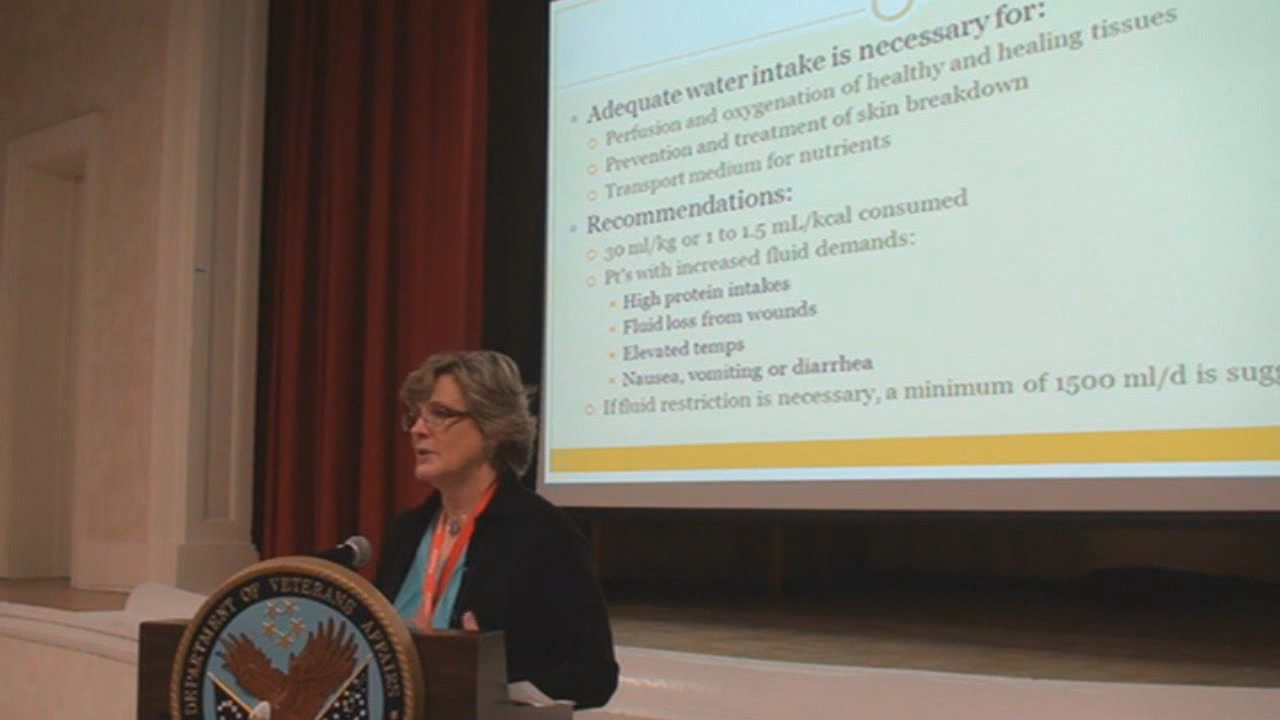 Adequate water intake is necessary for:
Perfusion and oxygenation of healthy and healing tissues
Prevention and treatment of skin breakdown
Transport medium for nutrients
Recommendations:
30 ml/kg or 1 to 1.5 mL/kcal consumed
Pt's with increased fluid demands:
High protein intakes
Fluid loss from wounds
Elevated temps
Nausea, vomiting or diarrhea
If fluid restriction is necessary, a minimum of 1500 ml/d is sugg
DEPARTMENT OF VETERANS AFFAIRS